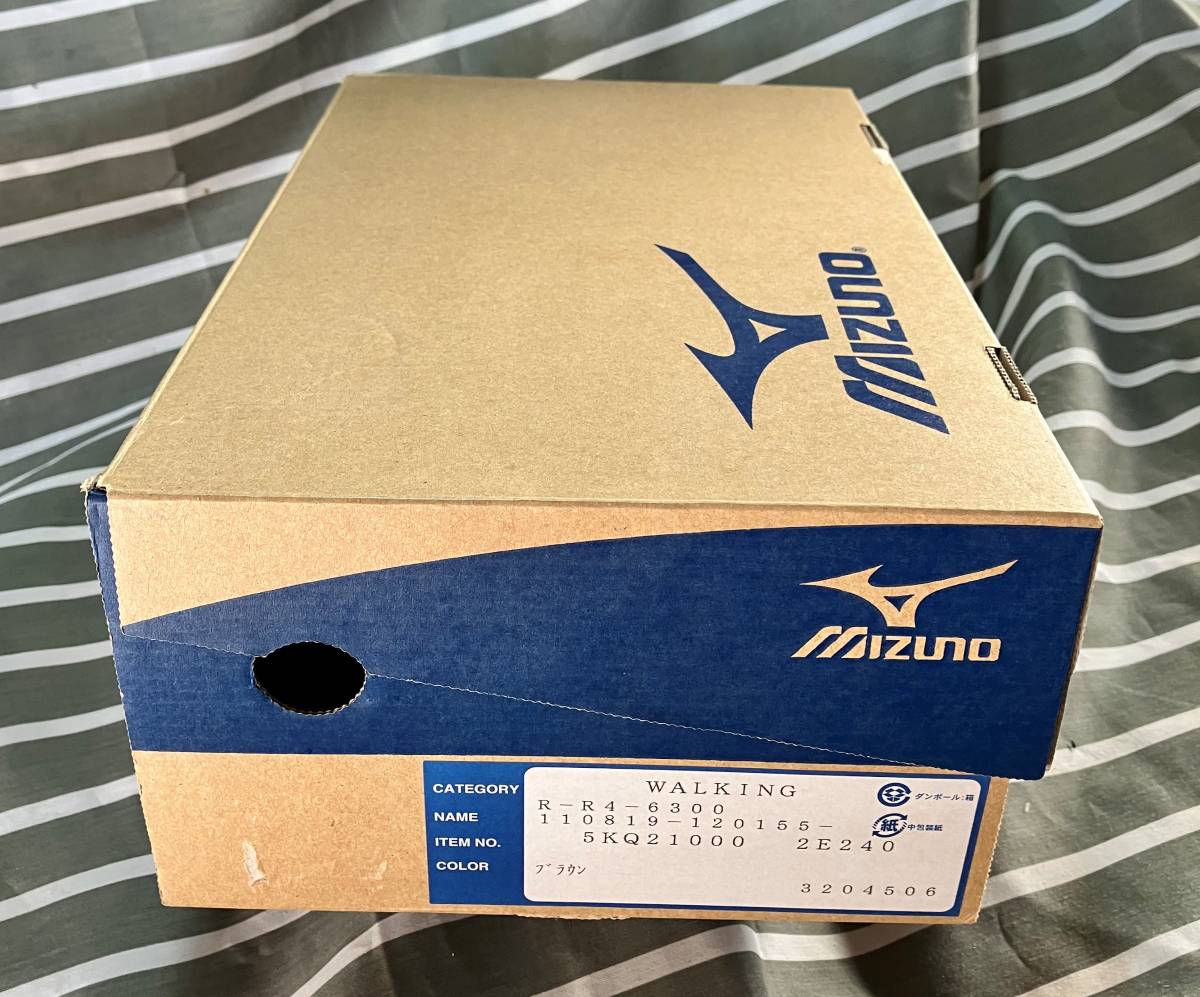 MIZUNO®
MIZUNO
CATEGORY WALKING
R-R4-6300
NAME 110819-120155-
ITEM NO. 5KQ21000 2E240
COLOR ブラウン
3204506
ダンボール:箱
紙 中包装紙